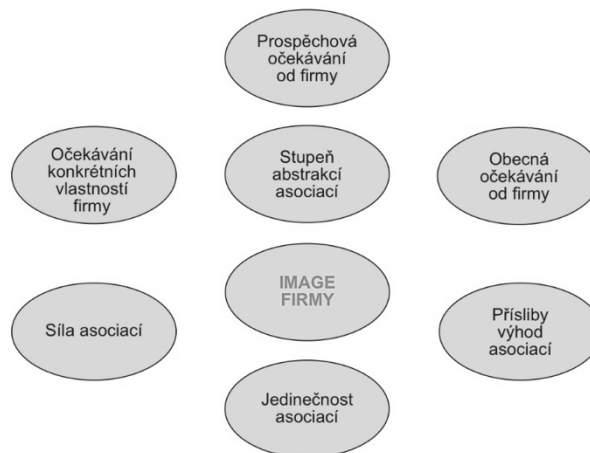 Prospěchová
očekávání
od firmy
Očekávání
konkrétních
vlastností
firmy
Stupeň
abstrakcí
asociací
Obecná
očekávání
od firmy
IMAGE
FIRMY
Síla asociací
Přísliby
výhod
asociací
Jedinečnost
asociací